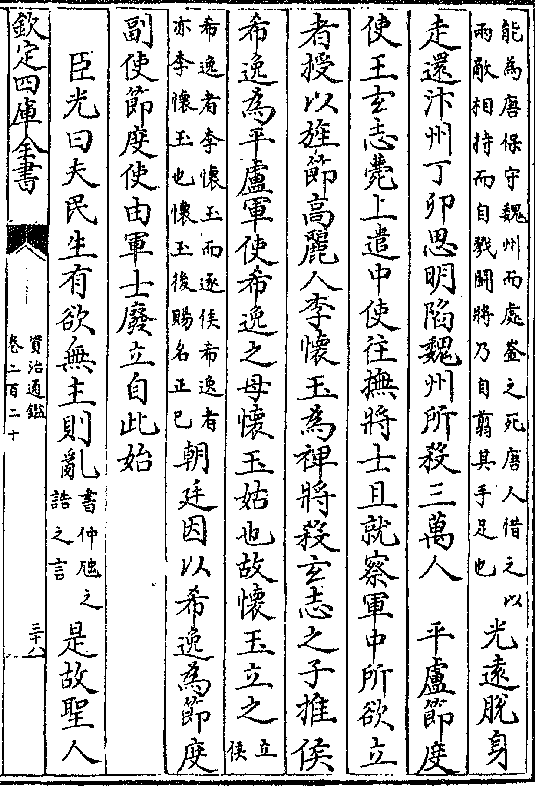 能為唐保守魏州而處崟之死唐人惜之以
兩敵相持而自戮鬭將乃自翦其手足也
光遠脫身
走還汴州丁卯思明陷魏州所殺三萬人　平盧節度
使王玄志薨上遣中使往撫將士且就察軍中所欲立
者授以旌節高麗人李懷玉為裨將殺玄志之子推侯
希逸為平盧軍使希逸之母懷玉姑也故懷玉立之
立侯
希逸者李懷玉而逐侯希逸者
亦李懷玉也懷玉後賜名正己
朝廷因以希逸為節度
副使節度使由軍士廢立自此始
臣光曰夫民生有欲無主則亂
書仲虺之
誥之言
是故聖人
欽定四庫全書
資治通鑑
卷二百二十
三十八